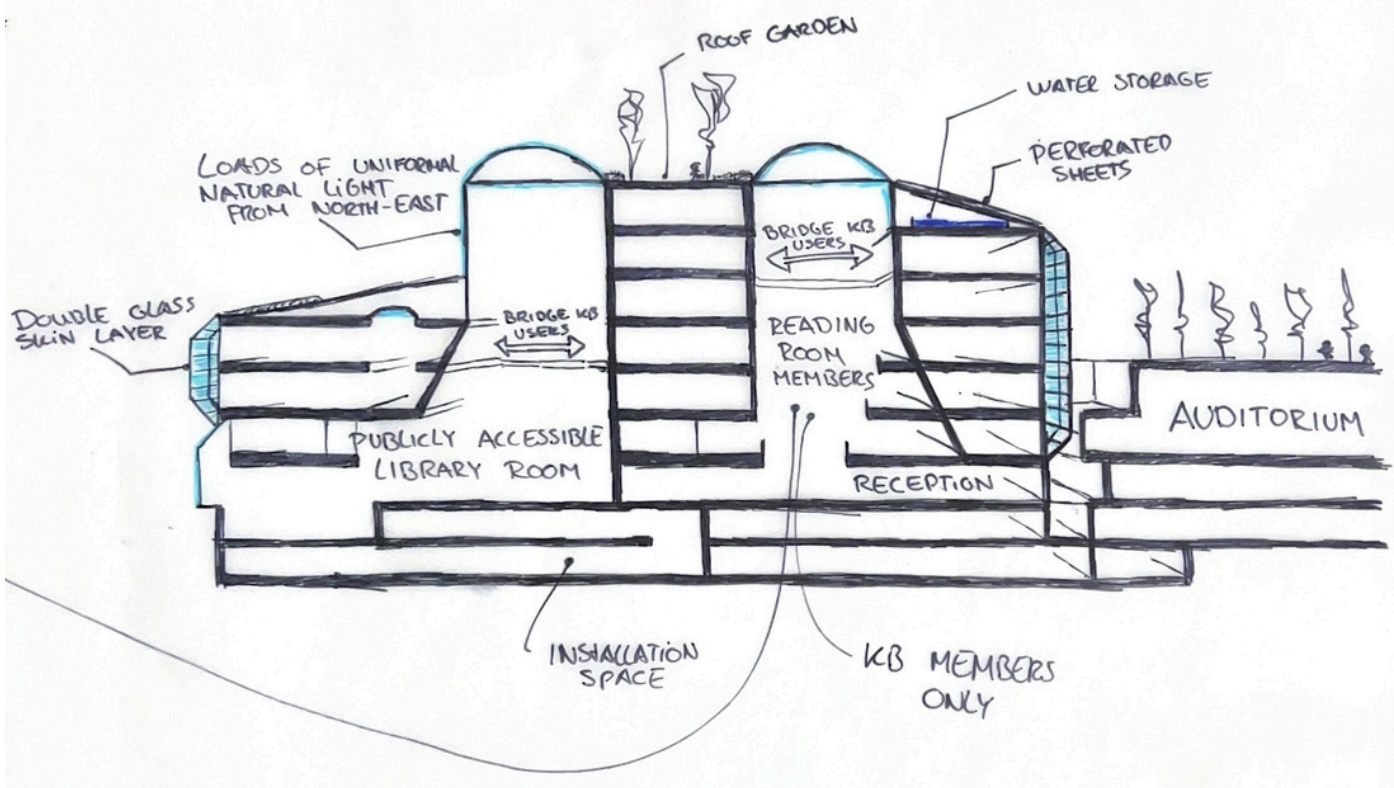 ROOF GARDEN
WATER STORAGE
PERFORATED
SHEETS
LOADS OF UNIFORMAL
NATURAL LIGHT
FROM NORTH-EAST
BRIDGE KB
USERS
DOUBLE GLASS
SKIN LAYER
BRIDGE KB
USERS
READING
ROOM
MEMBERS
PUBLICLY ACCESSIBLE
LIBRARY ROOM
AUDITORIUM
RECEPTION
INSTALLATION
SPACE
KB MEMBERS
ONLY